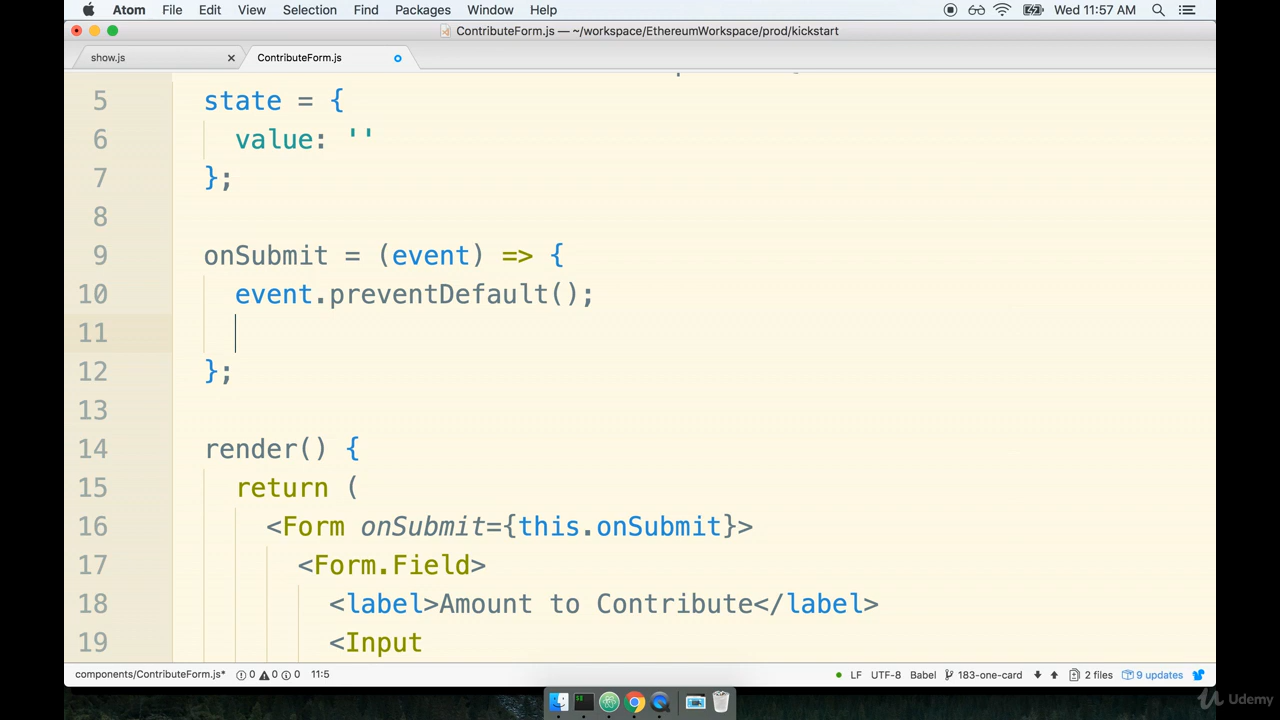 Atom File Edit View Selection Find Packages Window Help Wed 11:57 AM
ContributeForm.js — ~/workspace/EthereumWorkspace/prod/kickstart
show.js ContributeForm.js
5 state = {
6 value: ''
7 };
8
9 onSubmit = (event) => {
10 event.preventDefault();
11
12 };
13
14 render() {
15 return (
16 <Form onSubmit={this.onSubmit}>
17 <Form.Field>
18 <label>Amount to Contribute</label>
19 <Input
components/ContributeForm.js* 0 0 0 11:5 LF UTF-8 Babel 183-one-card 2 files 9 updates
Udemy